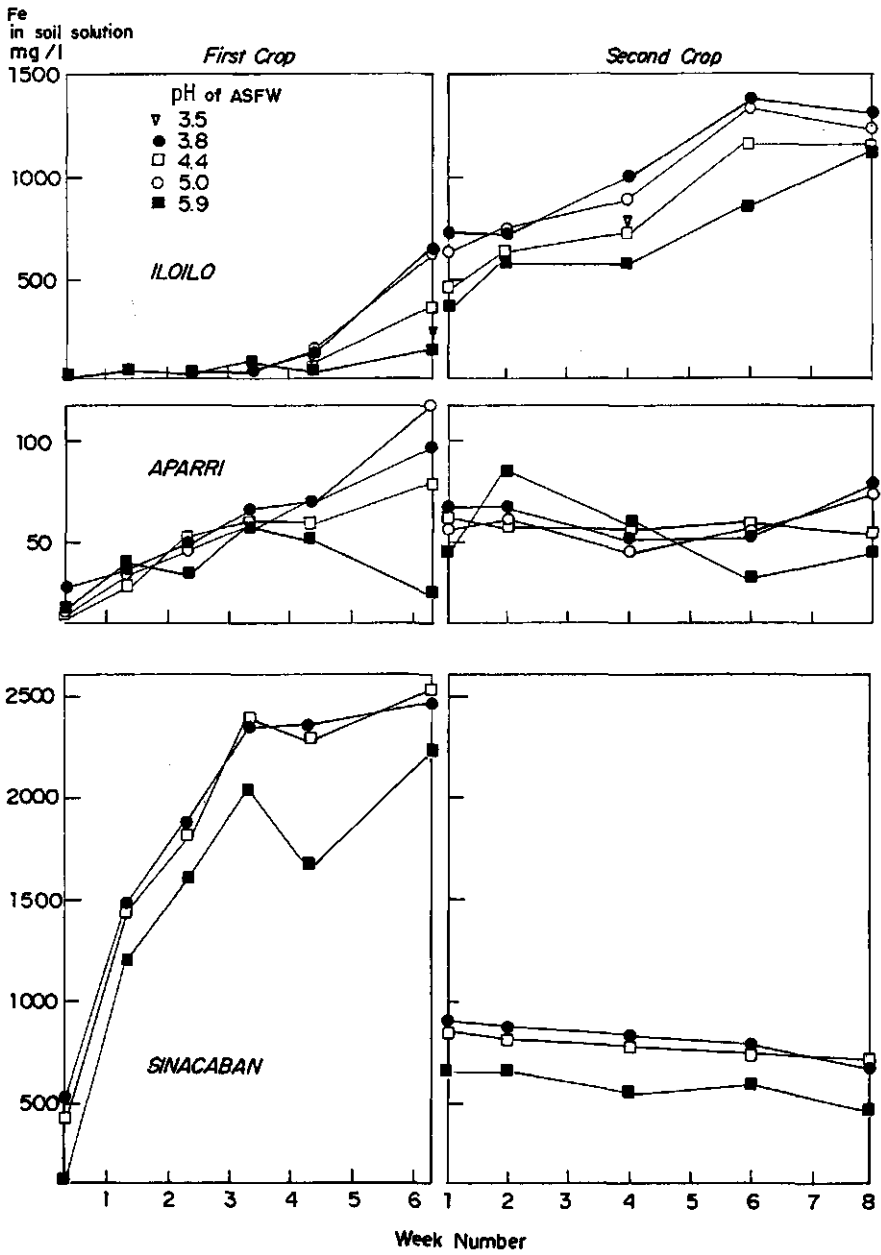 Fe
in soil solution
mg/l
First Crop
Second Crop
1500
1000
500
pH of ASFW
3.5
3.8
4.4
5.0
5.9
ILOILO
100
50
APARRI
2500
2000
1500
1000
500
SINACABAN
1 2 3 4 5 6
1 2 3 4 5 6 7 8
Week Number